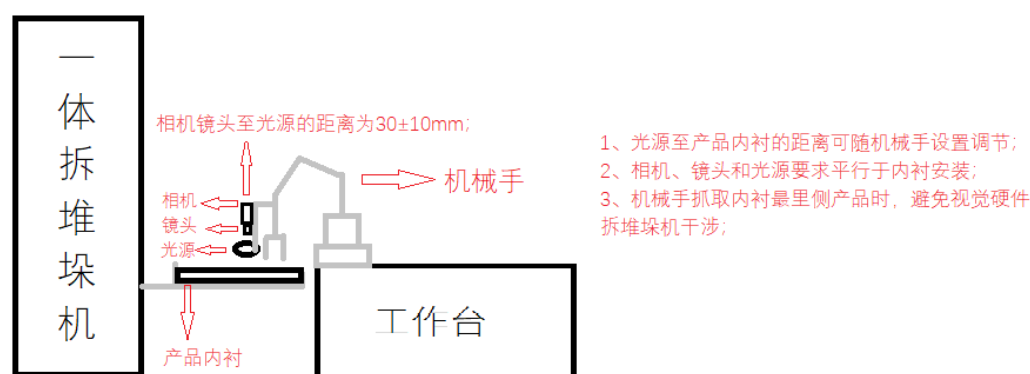 一体拆堆垛机
相机镜头至光源的距离为30±10mm;
机械手
相机
镜头
光源
产品内衬
工作台
1、光源至产品内衬的距离可随机械手设置调节;
2、相机、镜头和光源要求平行于内衬安装;
3、机械手抓取内衬最里侧产品时，避免视觉硬件
拆堆垛机干涉;